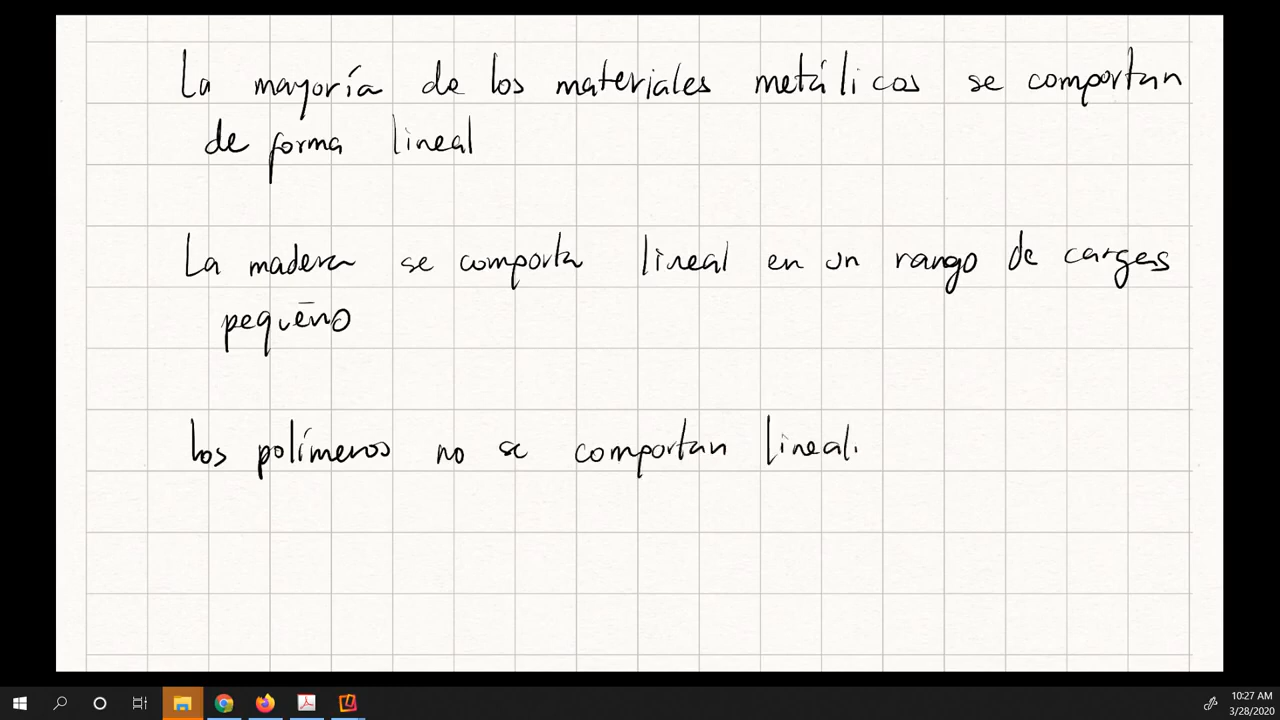 La mayoría de los materiales metálicos se comportan
de forma lineal
La madera se comporta lineal en un rango de cargas
pequeño
Los polímeros no se comportan lineal.
10:27 AM
3/28/2020